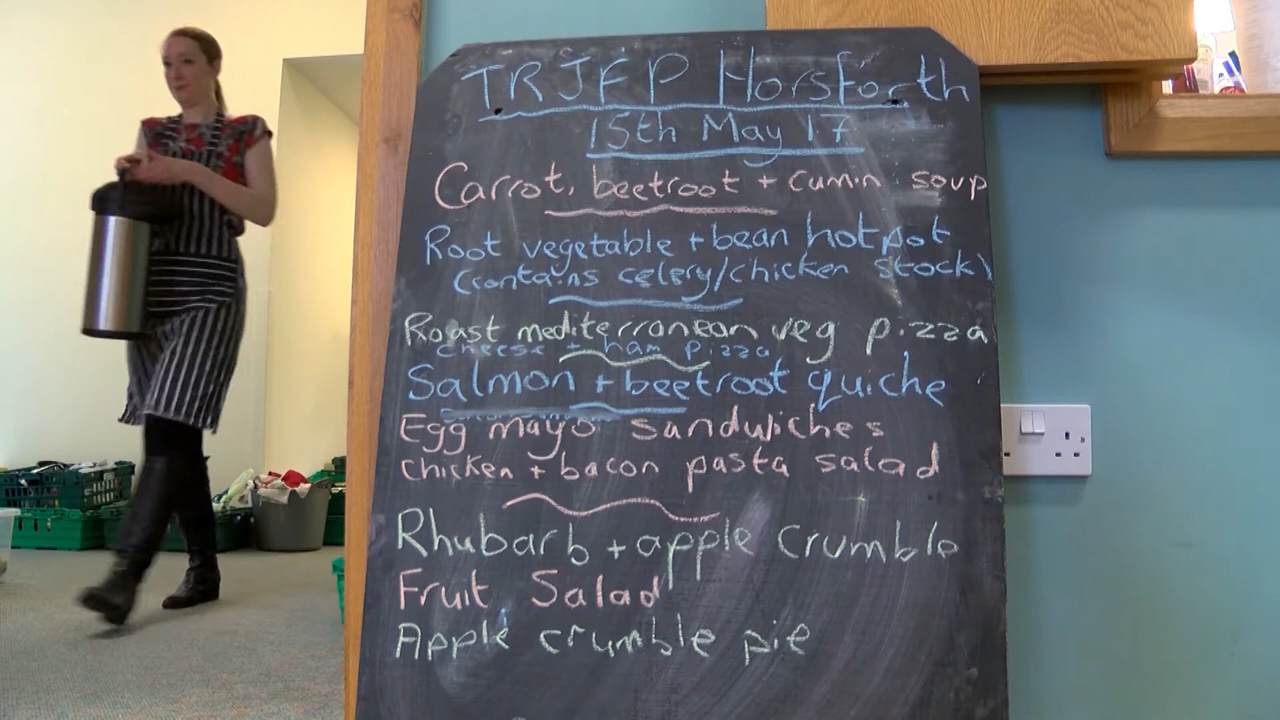 TRJFP Horsforth
15th May 17
Carrot, beetroot + cumin soup
Root vegetable + bean hotpot
(contains celery/chicken stock)
Roast mediterranean veg pizza
cheese + ham pizza
Salmon + beetroot quiche
Egg mayo sandwiches
chicken + bacon pasta salad
Rhubarb + apple crumble
Fruit Salad
Apple crumble pie